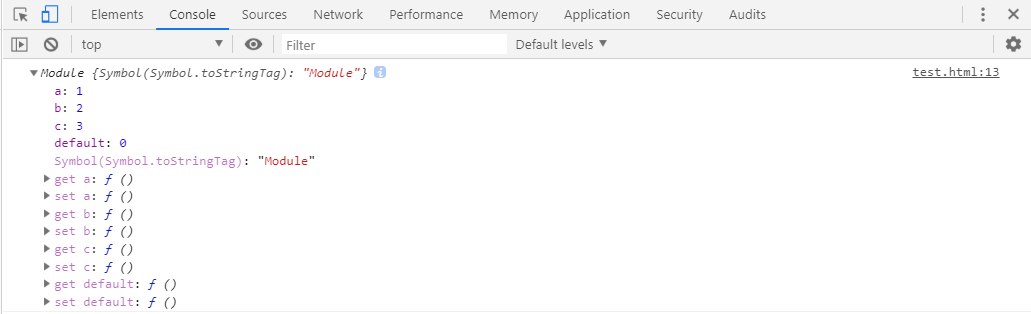 Elements Console Sources Network Performance Memory Application Security Audits
top Filter Default levels
Module {Symbol(Symbol.toStringTag): "Module"} i test.html:13
a: 1
b: 2
c: 3
default: 0
Symbol(Symbol.toStringTag): "Module"
get a: ƒ ()
set a: ƒ ()
get b: ƒ ()
set b: ƒ ()
get c: ƒ ()
set c: ƒ ()
get default: ƒ ()
set default: ƒ ()